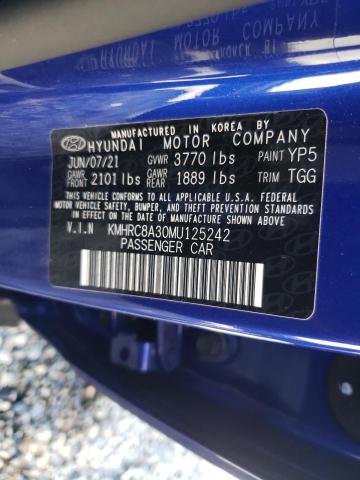 MANUFACTURED IN KOREA BY
HYUNDAI MOTOR COMPANY
JUN/07/21 GVWR 3770 lbs PAINT YP5
GAWR FRONT 2101 lbs GAWR REAR 1889 lbs TRIM TGG
THIS VEHICLE CONFORMS TO ALL APPLICABLE U.S.A. FEDERAL
MOTOR VEHICLE SAFETY, BUMPER, AND THEFT PREVENTION STANDARDS
IN EFFECT ON THE DATE OF MANUFACTURE SHOWN ABOVE.
V.I.N KMHRC8A30MU125242
PASSENGER CAR